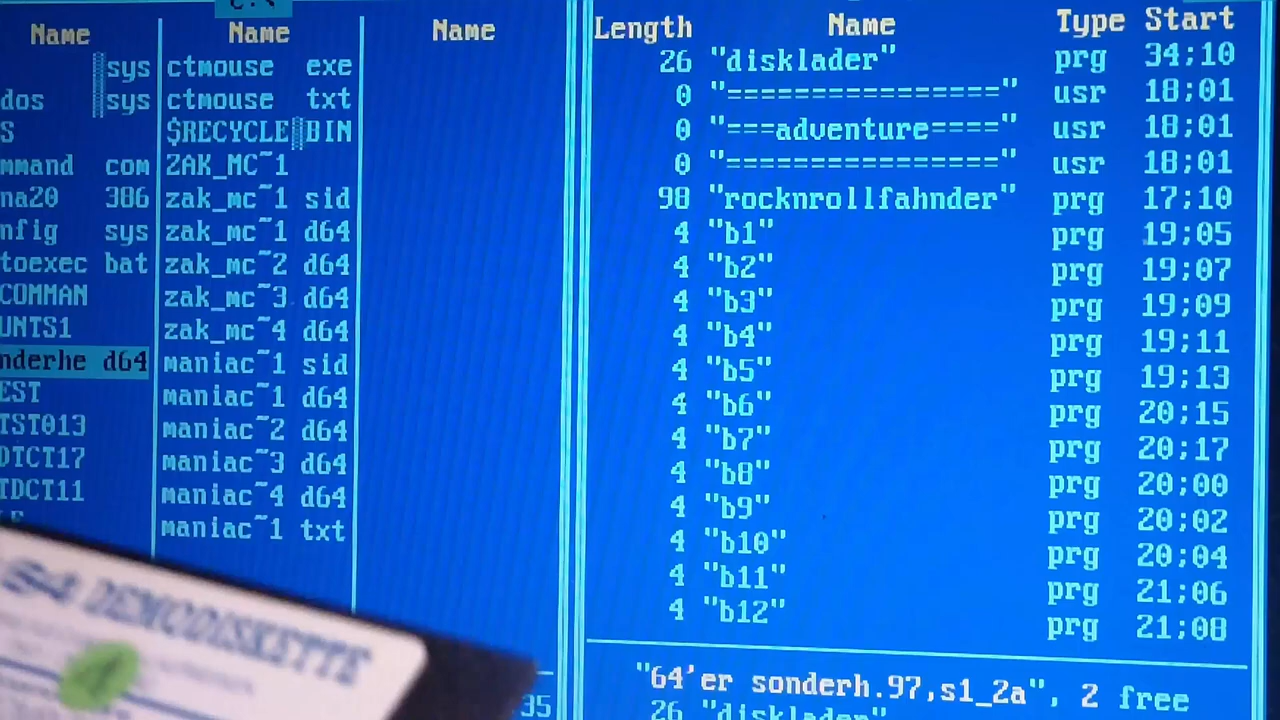 C:\
Name Name Name
sys ctmouse exe
dos sys ctmouse txt
S $RECYCLE BIN
mmand com ZAK_MC~1
na20 386 zak_mc~1 sid
nfig sys zak_mc~1 d64
toexec bat zak_mc~2 d64
COMMAN zak_mc~3 d64
UNTS1 zak_mc~4 d64
nderhe d64 maniac~1 sid
EST maniac~1 d64
TST013 maniac~2 d64
DTCT17 maniac~3 d64
TDCT11 maniac~4 d64
maniac~1 txt
Length Name Type Start
26 "disklader" prg 34;10
0 "================" usr 18;01
0 "===adventure====" usr 18;01
0 "================" usr 18;01
98 "rocknrollfahnder" prg 17;10
4 "b1" prg 19;05
4 "b2" prg 19;07
4 "b3" prg 19;09
4 "b4" prg 19;11
4 "b5" prg 19;13
4 "b6" prg 20;15
4 "b7" prg 20;17
4 "b8" prg 20;00
4 "b9" prg 20;02
4 "b10" prg 20;04
4 "b11" prg 21;06
4 "b12" prg 21;08
"64'er sonderh.97,s1_2a", 2 free
26 "disklader"
35
DEMODISKETTE